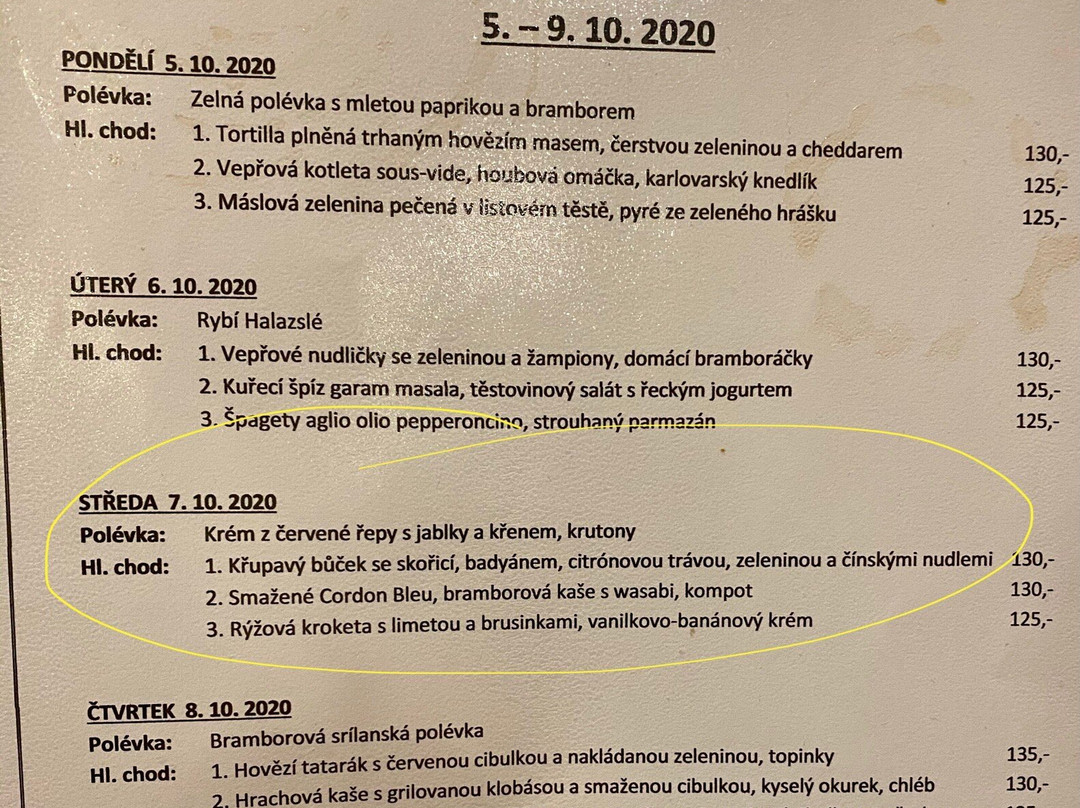 5. – 9. 10. 2020
PONDĚLÍ 5. 10. 2020
Polévka: Zelná polévka s mletou paprikou a bramborem
Hl. chod: 1. Tortilla plněná trhaným hovězím masem, čerstvou zeleninou a cheddarem 130,-
2. Vepřová kotleta sous-vide, houbová omáčka, karlovarský knedlík 125,-
3. Máslová zelenina pečená v listovém těstě, pyré ze zeleného hrášku 125,-
ÚTERÝ 6. 10. 2020
Polévka: Rybí Halazslé
Hl. chod: 1. Vepřové nudličky se zeleninou a žampiony, domácí bramboráčky 130,-
2. Kuřecí špíz garam masala, těstovinový salát s řeckým jogurtem 125,-
3. Špagety aglio olio pepperoncino, strouhaný parmazán 125,-
STŘEDA 7. 10. 2020
Polévka: Krém z červené řepy s jablky a křenem, krutony
Hl. chod: 1. Křupavý bůček se skořicí, badyánem, citrónovou trávou, zeleninou a čínskými nudlemi 130,-
2. Smažené Cordon Bleu, bramborová kaše s wasabi, kompot 130,-
3. Rýžová kroketa s limetou a brusinkami, vanilkovo-banánový krém 125,-
ČTVRTEK 8. 10. 2020
Polévka: Bramborová srílanská polévka
Hl. chod: 1. Hovězí tatarák s červenou cibulkou a nakládanou zeleninou, topinky 135,-
2. Hrachová kaše s grilovanou klobásou a smaženou cibulkou, kyselý okurek, chléb 130,-